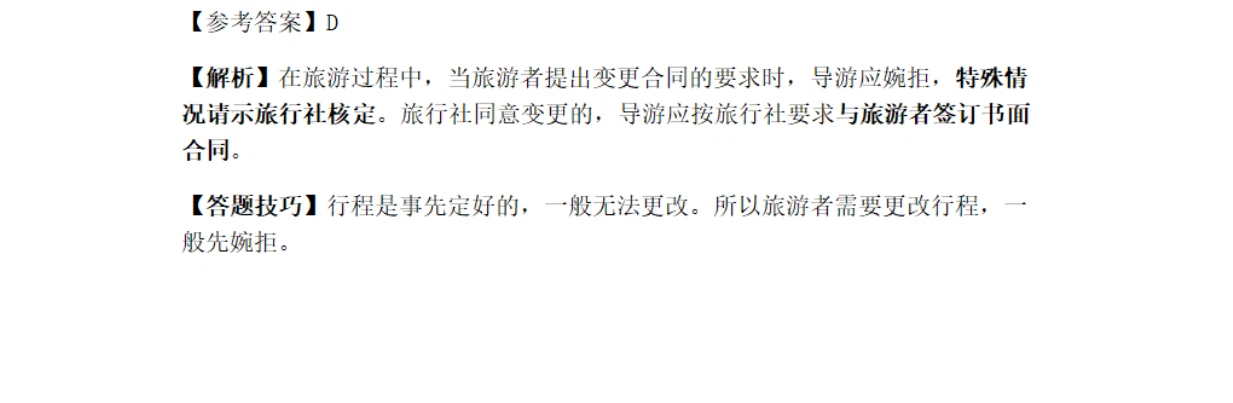 【参考答案】D
【解析】在旅游过程中，当旅游者提出变更合同的要求时，导游应婉拒，特殊情
况请示旅行社核定。旅行社同意变更的，导游应按旅行社要求与旅游者签订书面
合同。
【答题技巧】行程是事先定好的，一般无法更改。所以旅游者需要更改行程，一
般先婉拒。